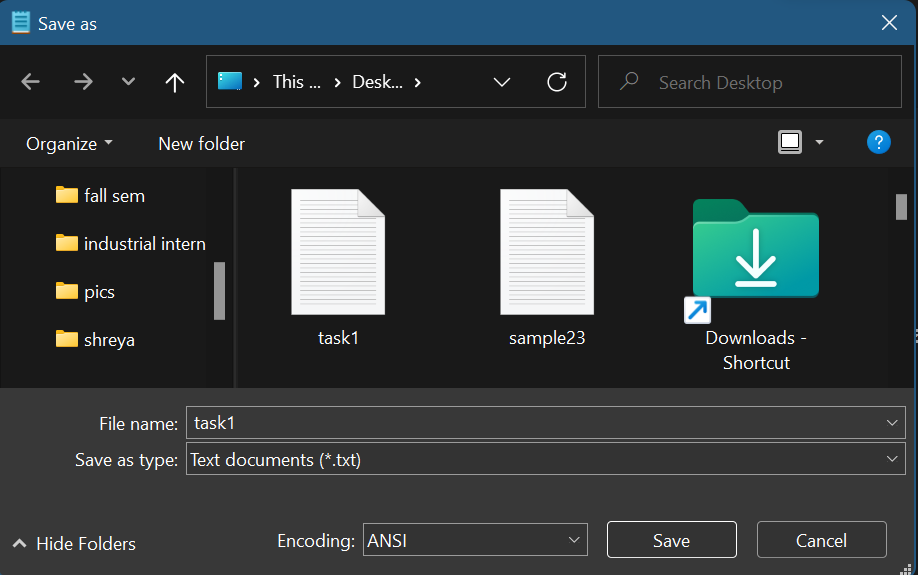 Save as
This ... Desk...
Search Desktop
Organize
New folder
?
fall sem
industrial intern
pics
shreya
task1
sample23
Downloads -
Shortcut
File name: task1
Save as type: Text documents (*.txt)
Hide Folders
Encoding: ANSI
Save
Cancel